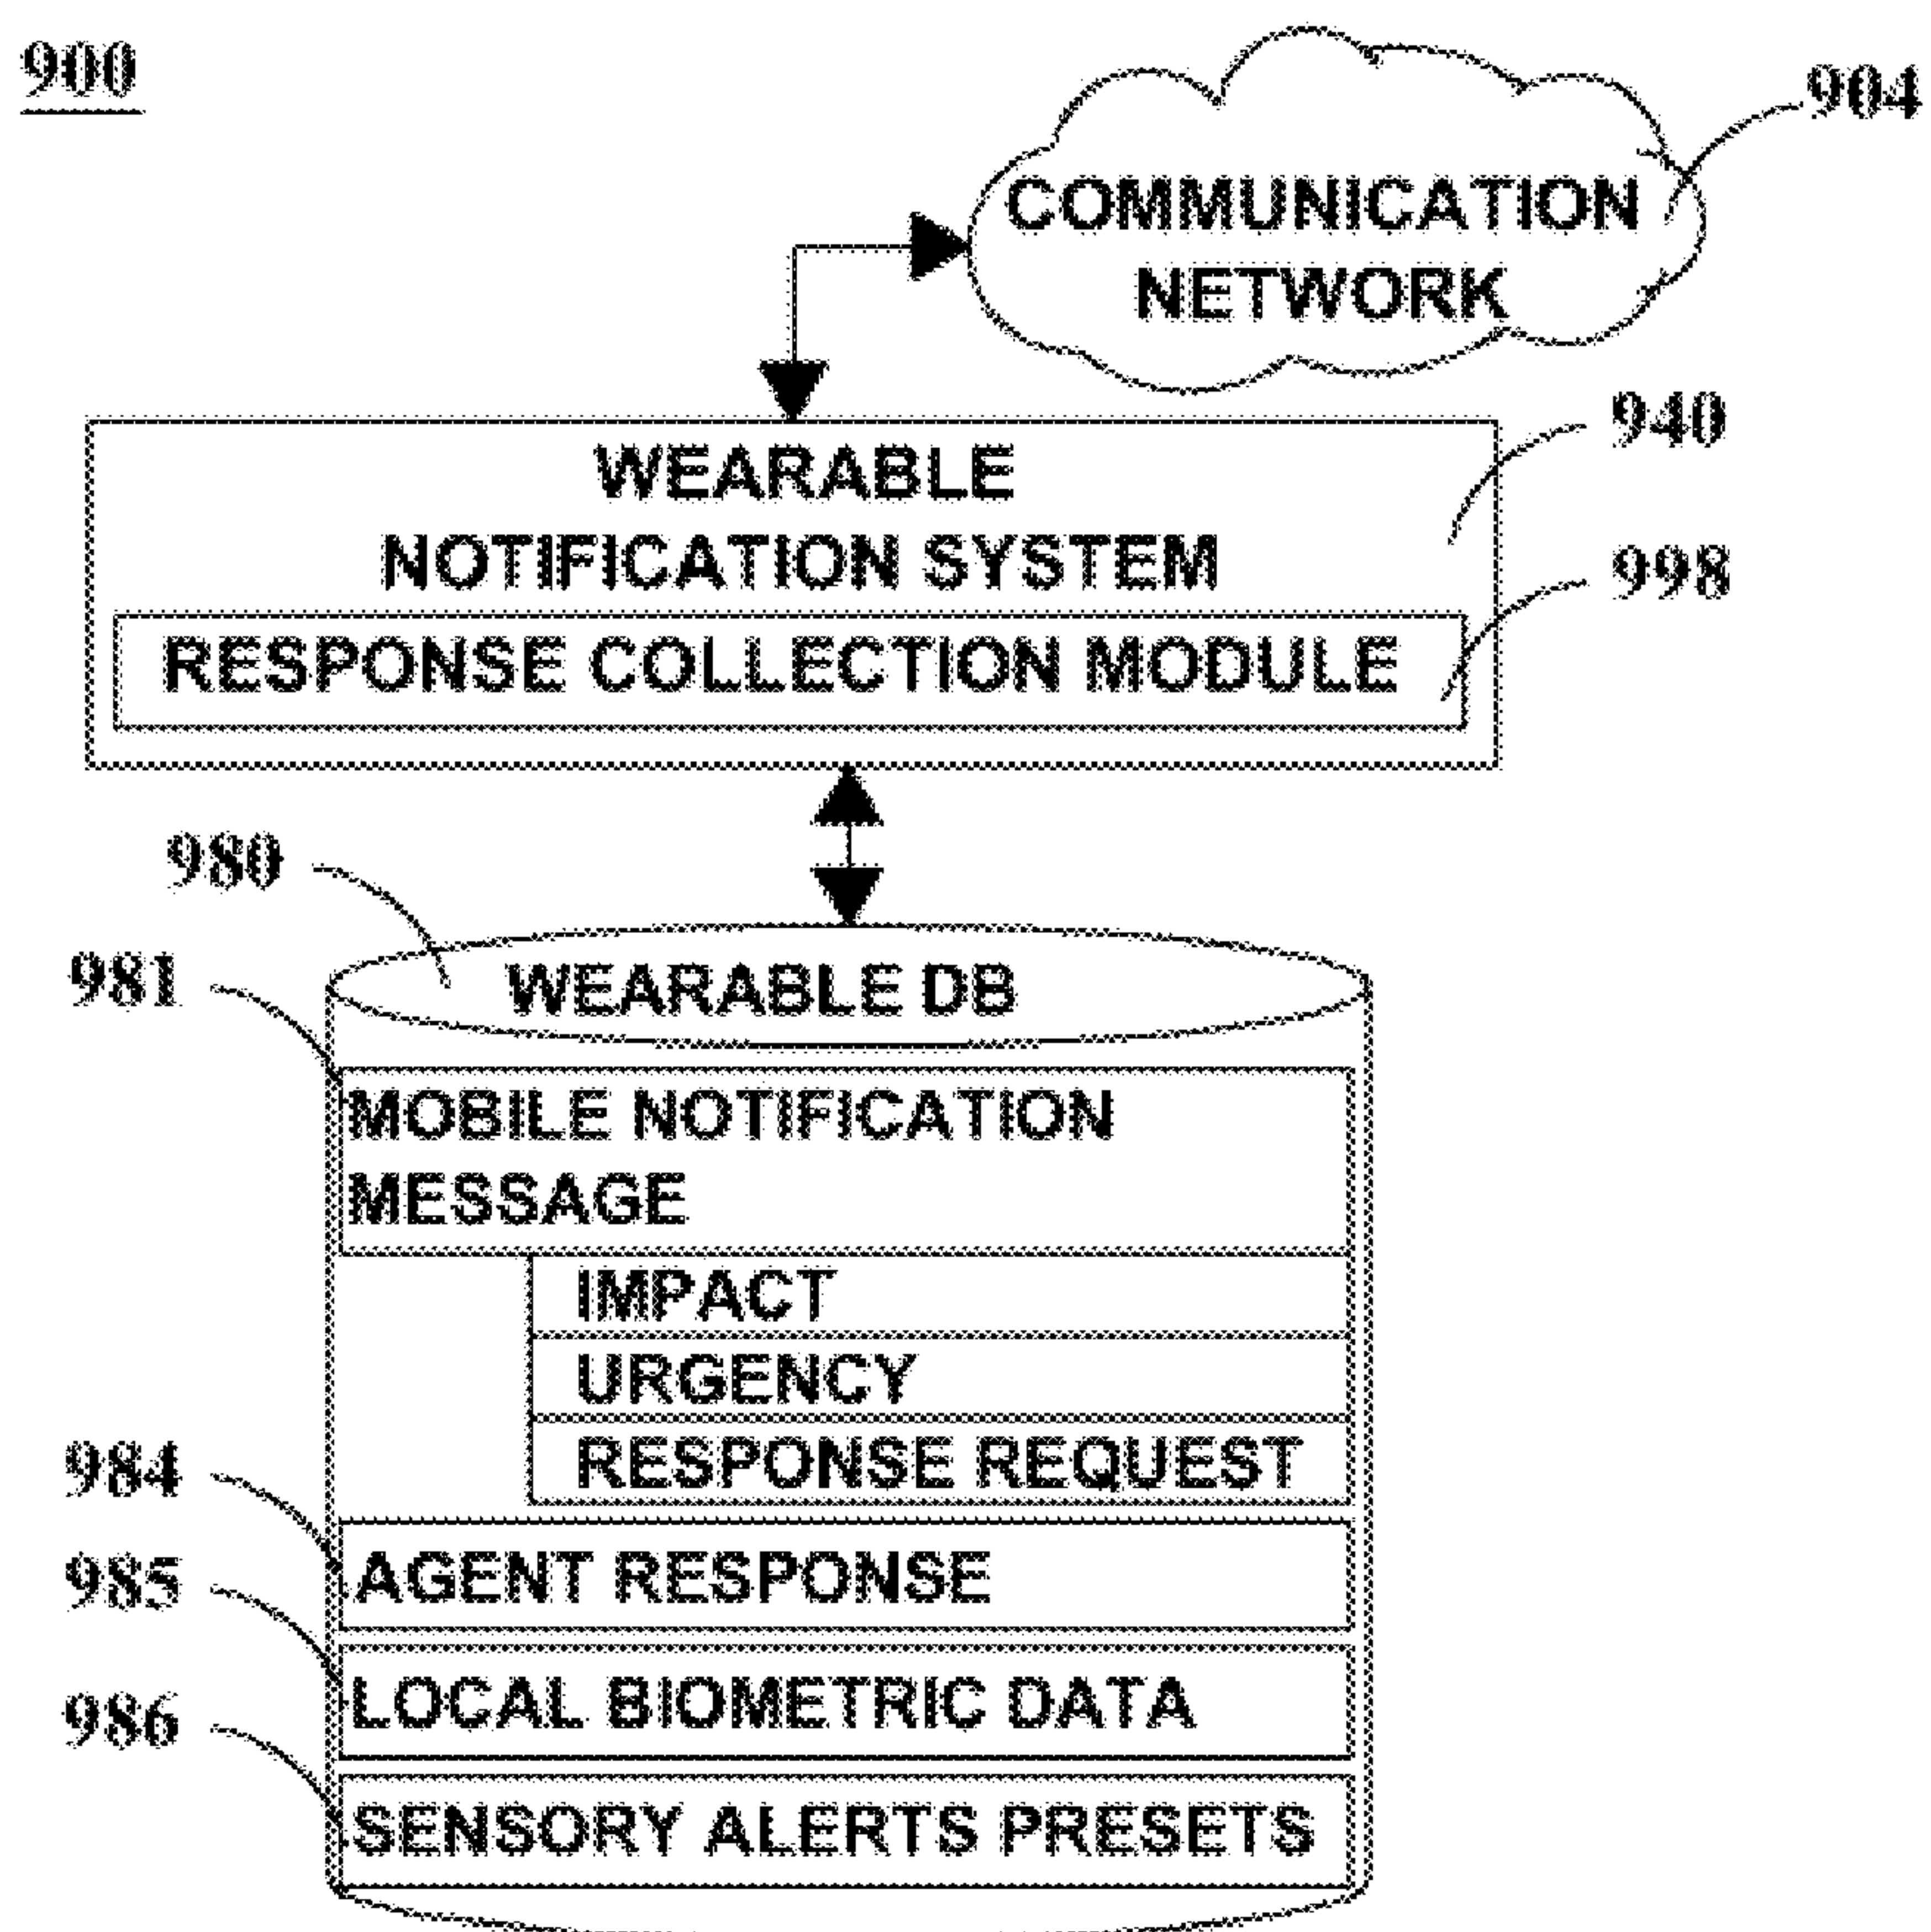 900
904
COMMUNICATION
NETWORK
940
WEARABLE
NOTIFICATION SYSTEM
998
RESPONSE COLLECTION MODULE
980
981
WEARABLE DB
MOBILE NOTIFICATION
MESSAGE
IMPACT
URGENCY
RESPONSE REQUEST
984
AGENT RESPONSE
985
LOCAL BIOMETRIC DATA
986
SENSORY ALERTS PRESETS